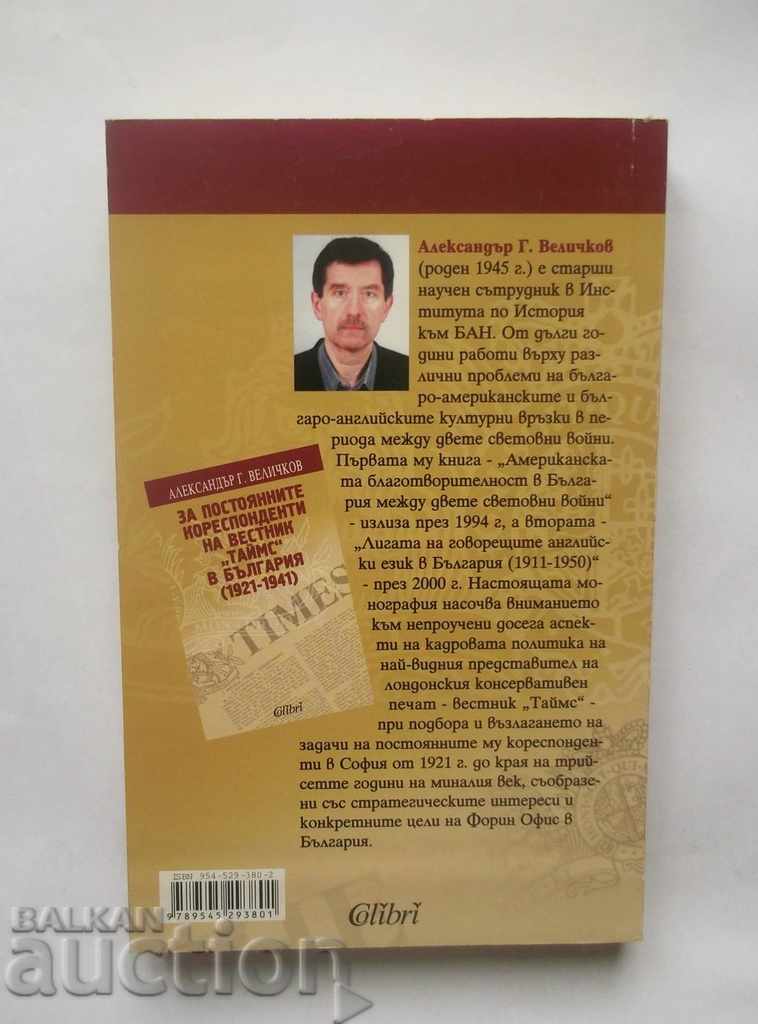 Александър Г. Величков
(роден 1945 г.) е старши
научен сътрудник в Инс-
титута по История
към БАН. От дълги го-
дини работи върху раз-
лични проблеми на бълга-
ро-американските и бъл-
гаро-английските културни връзки в пе-
риода между двете световни войни.
Първата му книга - „Американска-
та благотворителност в Бълга-
рия между двете световни войни“
- излиза през 1994 г, а втората -
„Лигата на говорещите английс-
ки език в България (1911-1950)“
- през 2000 г. Настоящата мо-
нография насочва вниманието
към непроучени досега аспек-
ти на кадровата политика на
най-видния представител на
лондонския консервативен
печат - вестник „Таймс“ -
при подбора и възлагането на
задачи на постоянните му кореспонден-
ти в София от 1921 г. до края на трий-
сетте години на миналия век, съобразе-
ни със стратегическите интереси и
конкретните цели на Форин Офис в
България.
АЛЕКСАНДЪР Г. ВЕЛИЧКОВ
ЗА ПОСТОЯННИТЕ
КОРЕСПОНДЕНТИ
НА ВЕСТНИК
„ТАЙМС“
В БЪЛГАРИЯ
(1921-1941)
TIMES
Colibri
ISBN 954-529-380-2
9789545293801
Colibri
BALKAN
auction